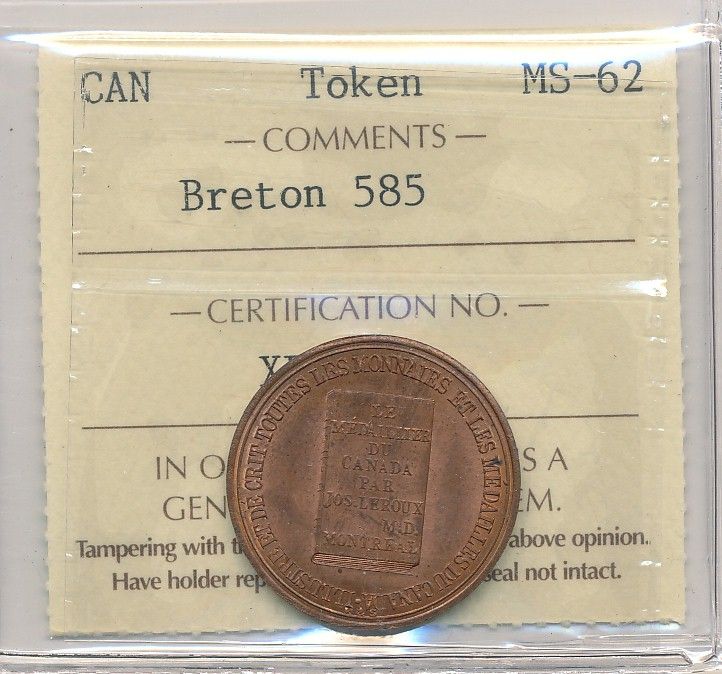 CAN Token MS-62
— COMMENTS —
Breton 585
— CERTIFICATION NO. —
IN O S A
GEN EM.
Tampering with t above opinion.
Have holder rep seal not intact.
ILLUSTRE ET DECRIT TOUTES LES MONNAIES ET LES MÉDAILLES DU CANADA
LE
MÉDAILLIER
DU
CANADA
PAR
JOS. LEROUX
M.D.
MONTREAL